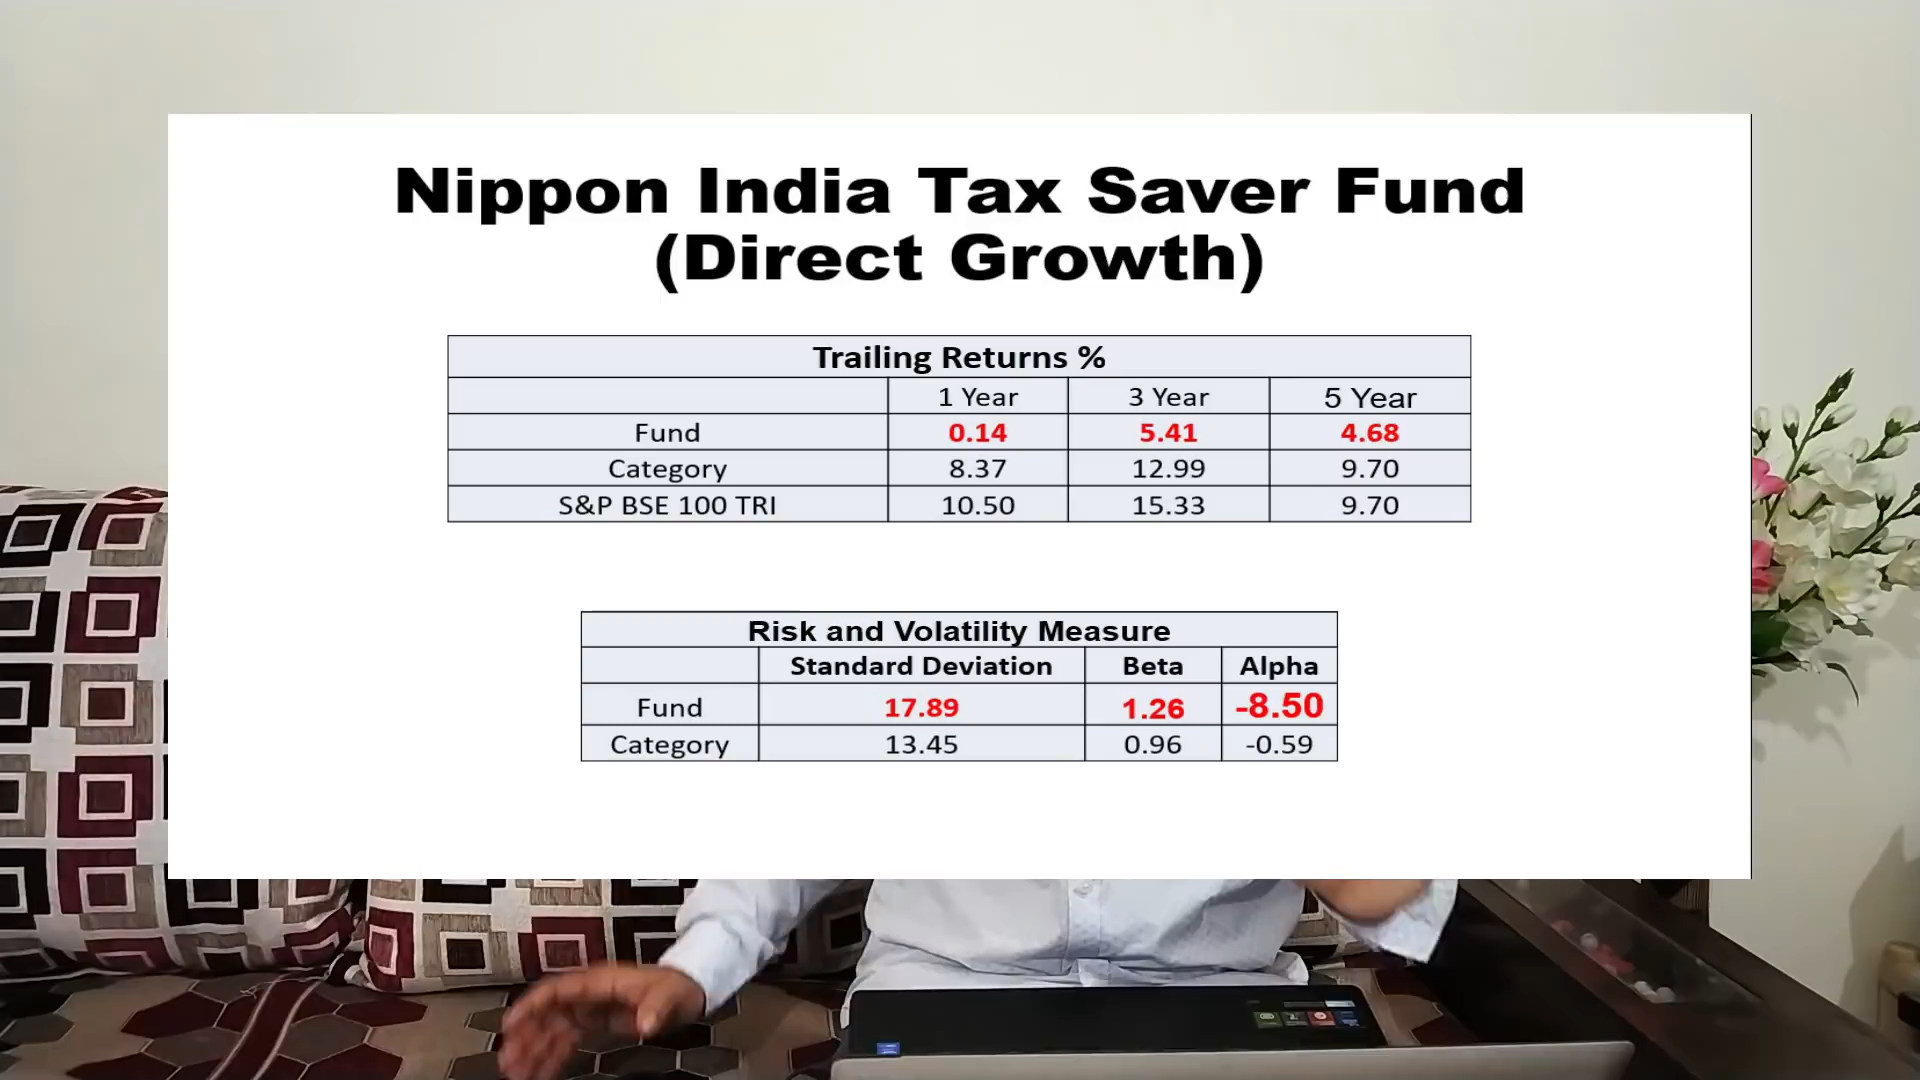 Nippon India Tax Saver Fund
(Direct Growth)
Trailing Returns %
1 Year 3 Year 5 Year
Fund 0.14 5.41 4.68
Category 8.37 12.99 9.70
S&P BSE 100 TRI 10.50 15.33 9.70
Risk and Volatility Measure
Standard Deviation Beta Alpha
Fund 17.89 1.26 -8.50
Category 13.45 0.96 -0.59